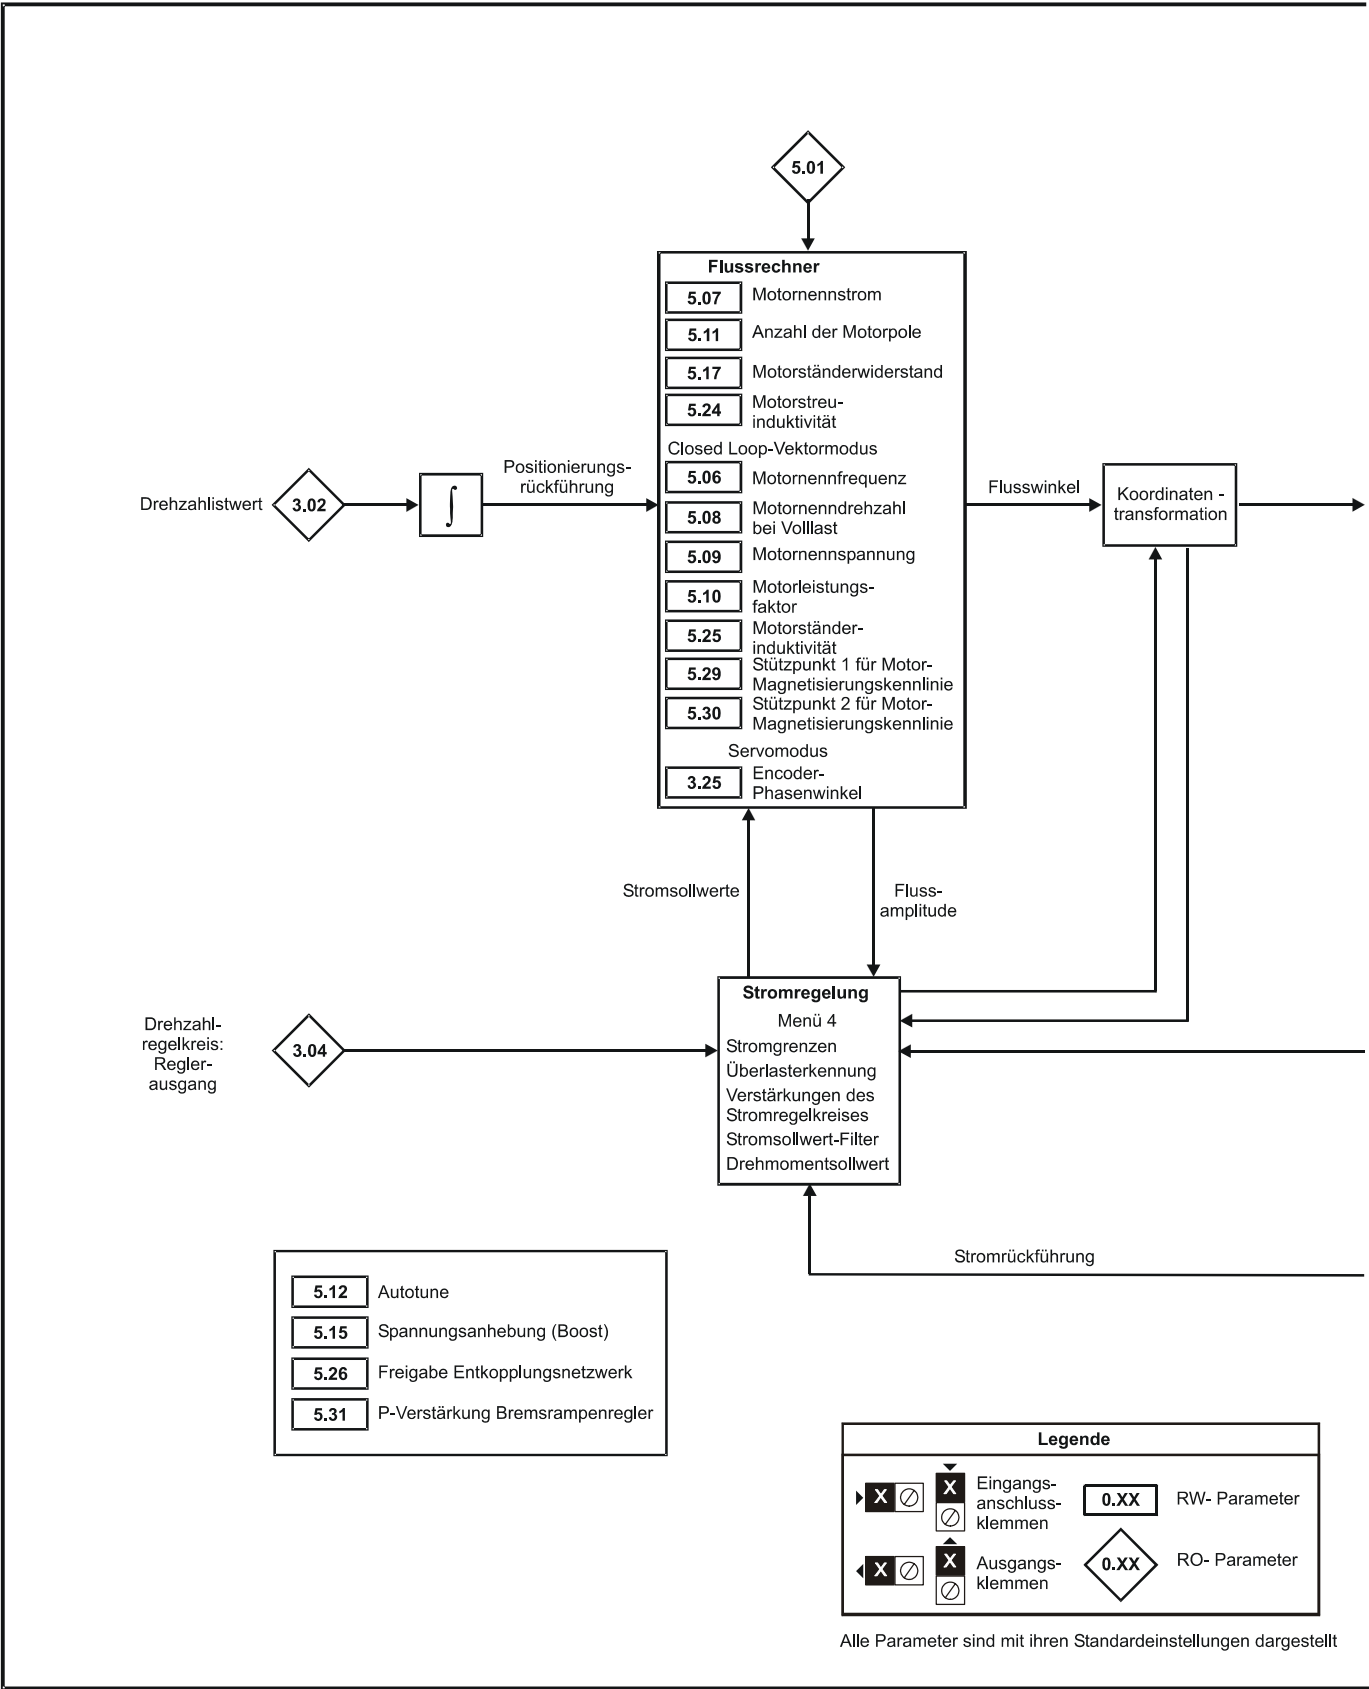 5.01
Flussrechner
5.07 Motornennstrom
5.11 Anzahl der Motorpole
5.17 Motorständerwiderstand
5.24 Motorstreu-
induktivität
Closed Loop-Vektormodus
5.06 Motornennfrequenz
5.08 Motornenndrehzahl
bei Volllast
5.09 Motornennspannung
5.10 Motorleistungs-
faktor
5.25 Motorständer-
induktivität
5.29 Stützpunkt 1 für Motor-
Magnetisierungskennlinie
5.30 Stützpunkt 2 für Motor-
Magnetisierungskennlinie
Servomodus
3.25 Encoder-
Phasenwinkel
Drehzahlistwert 3.02
∫
Positionierungs-
rückführung
Flusswinkel
Koordinaten -
transformation
Stromsollwerte
Fluss-
amplitude
Drehzahl-
regelkreis:
Regler-
ausgang
3.04
Stromregelung
Menü 4
Stromgrenzen
Überlasterkennung
Verstärkungen des
Stromregelkreises
Stromsollwert-Filter
Drehmomentsollwert
Stromrückführung
5.12 Autotune
5.15 Spannungsanhebung (Boost)
5.26 Freigabe Entkopplungsnetzwerk
5.31 P-Verstärkung Bremsrampenregler
Legende
X X Eingangs-
anschluss-
klemmen
0.XX RW- Parameter
X X Ausgangs-
klemmen
0.XX RO- Parameter
Alle Parameter sind mit ihren Standardeinstellungen dargestellt